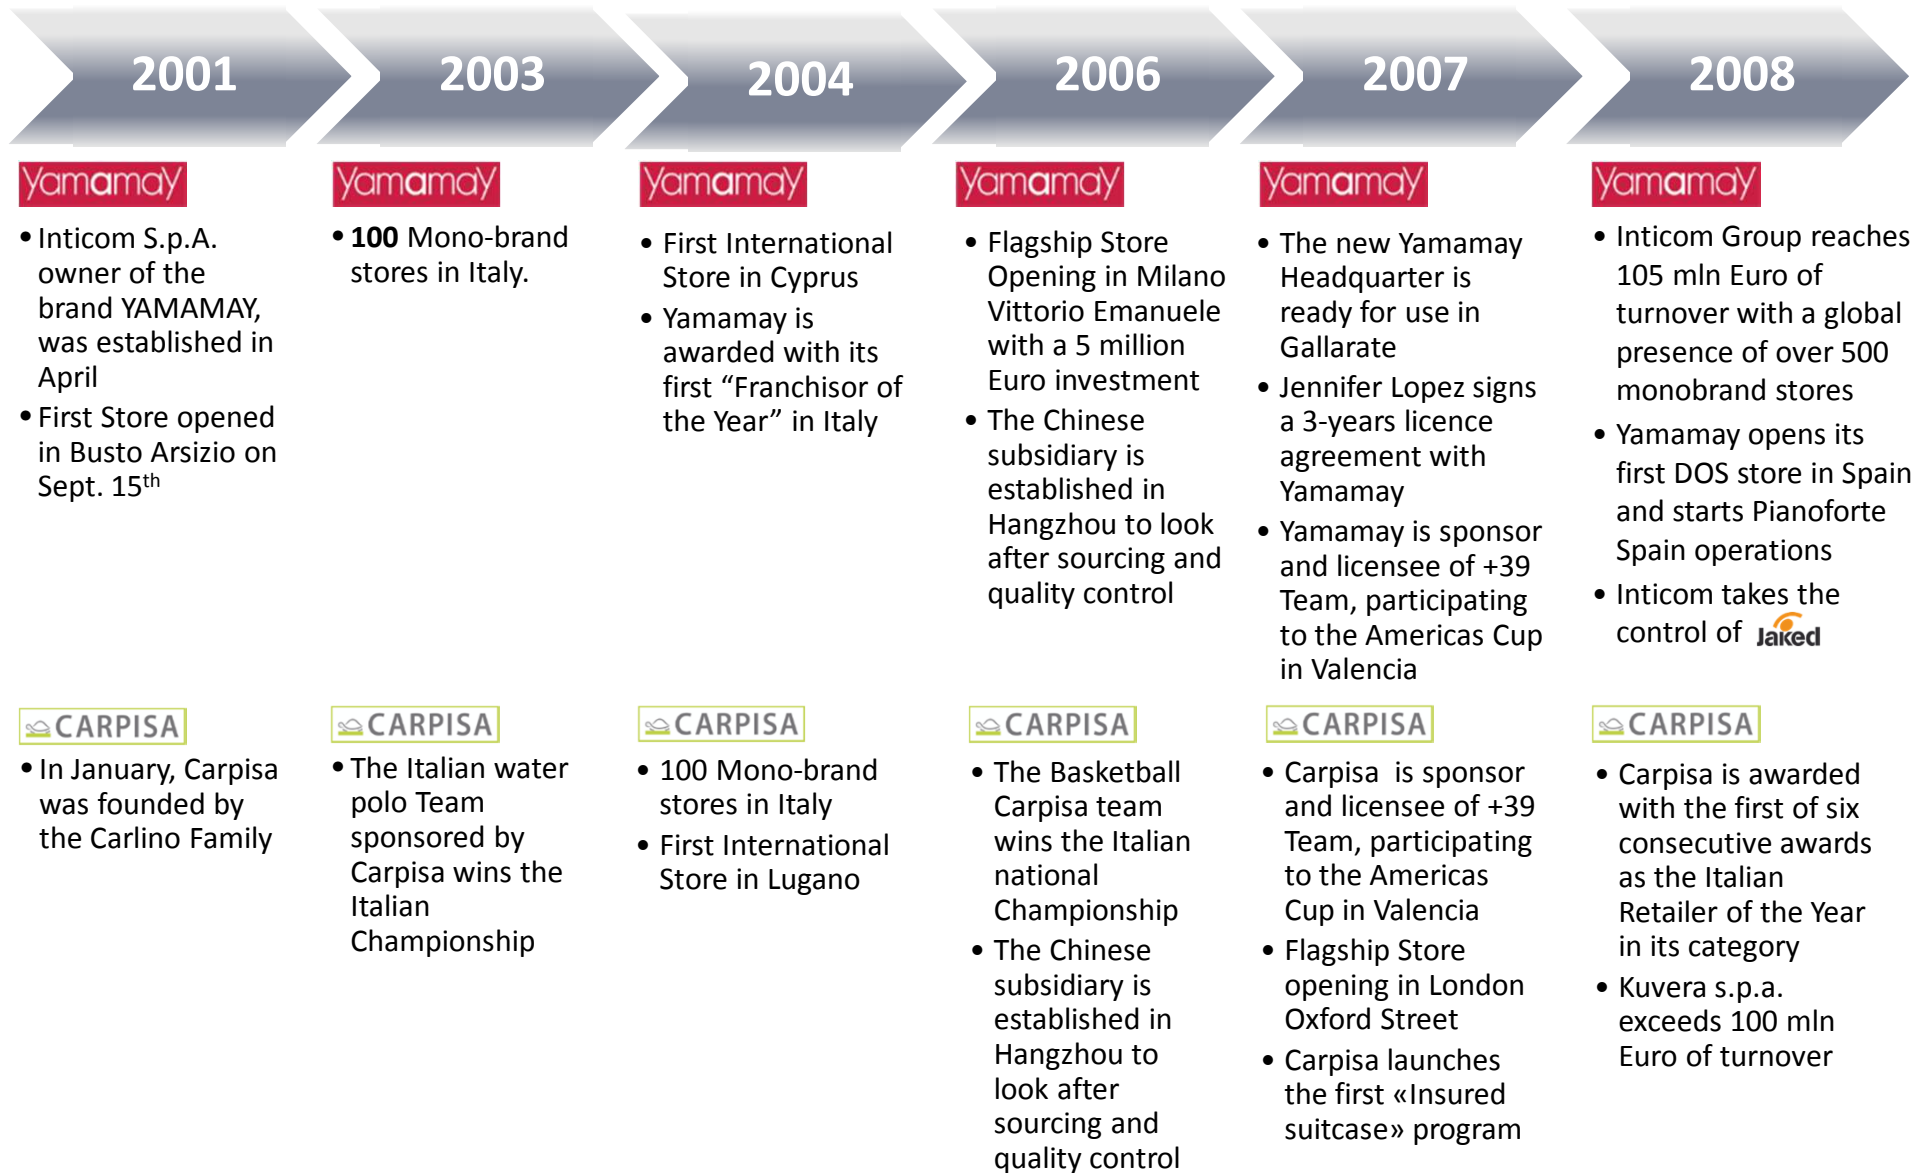 2001
2003
2004
2006
2007
2008
yamamay
• Inticom S.p.A.
owner of the
brand YAMAMAY,
was established in
April
• First Store opened
in Busto Arsizio on
Sept. 15th
yamamay
• 100 Mono-brand
stores in Italy.
yamamay
• First International
Store in Cyprus
• Yamamay is
awarded with its
first “Franchisor of
the Year” in Italy
yamamay
• Flagship Store
Opening in Milano
Vittorio Emanuele
with a 5 million
Euro investment
• The Chinese
subsidiary is
established in
Hangzhou to look
after sourcing and
quality control
yamamay
• The new Yamamay
Headquarter is
ready for use in
Gallarate
• Jennifer Lopez signs
a 3-years licence
agreement with
Yamamay
• Yamamay is sponsor
and licensee of +39
Team, participating
to the Americas Cup
in Valencia
yamamay
• Inticom Group reaches
105 mln Euro of
turnover with a global
presence of over 500
monobrand stores
• Yamamay opens its
first DOS store in Spain
and starts Pianoforte
Spain operations
• Inticom takes the
control of Jaked
CARPISA
• In January, Carpisa
was founded by
the Carlino Family
CARPISA
• The Italian water
polo Team
sponsored by
Carpisa wins the
Italian
Championship
CARPISA
• 100 Mono-brand
stores in Italy
• First International
Store in Lugano
CARPISA
• The Basketball
Carpisa team
wins the Italian
national
Championship
• The Chinese
subsidiary is
established in
Hangzhou to
look after
sourcing and
quality control
CARPISA
• Carpisa is sponsor
and licensee of +39
Team, participating
to the Americas
Cup in Valencia
• Flagship Store
opening in London
Oxford Street
• Carpisa launches
the first «Insured
suitcase» program
CARPISA
• Carpisa is awarded
with the first of six
consecutive awards
as the Italian
Retailer of the Year
in its category
• Kuvera s.p.a.
exceeds 100 mln
Euro of turnover